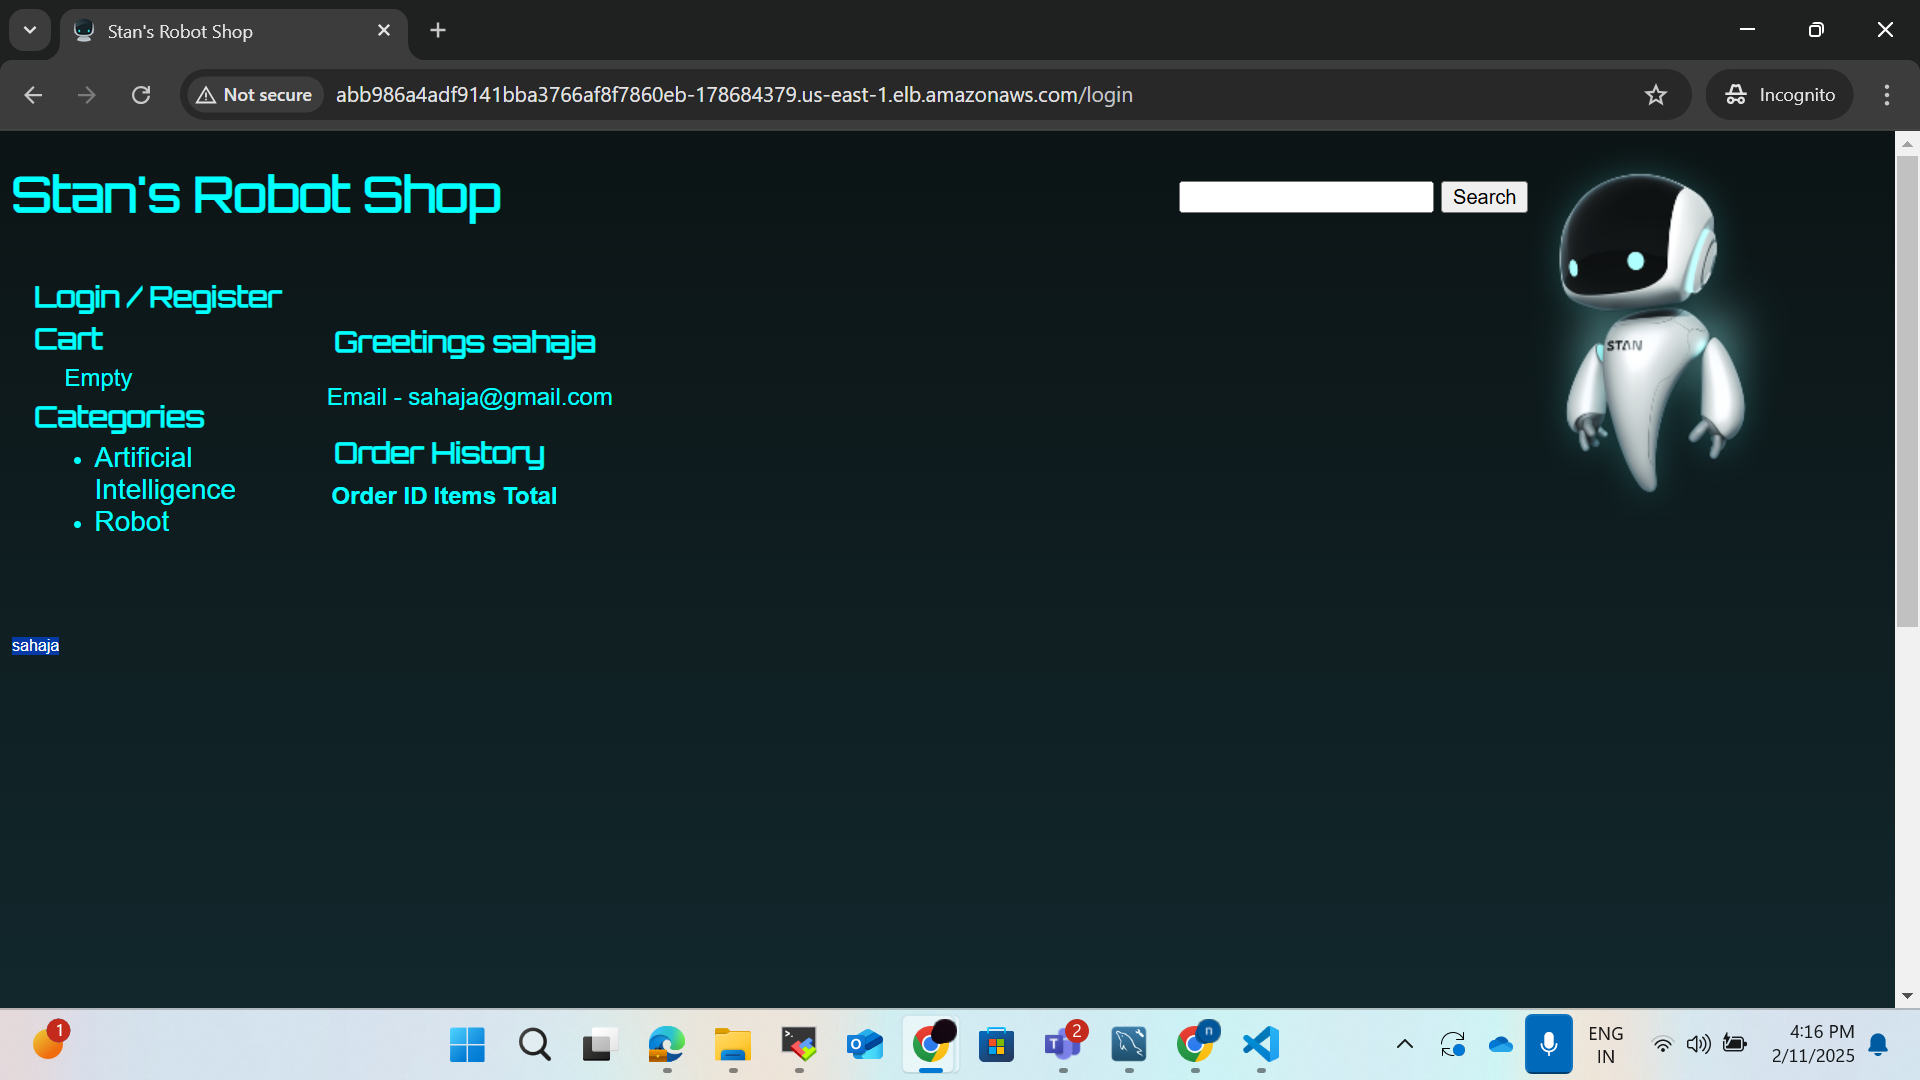 Stan's Robot Shop
Not secure
abb986a4adf9141bba3766af8f7860eb-178684379.us-east-1.elb.amazonaws.com/login
Incognito
Stan's Robot Shop
Search
STAN
Login / Register
Cart
Empty
Categories
Artificial
Intelligence
Robot
Greetings sahaja
Email - sahaja@gmail.com
Order History
Order ID Items Total
sahaja
1
2
n
ENG
IN
4:16 PM
2/11/2025